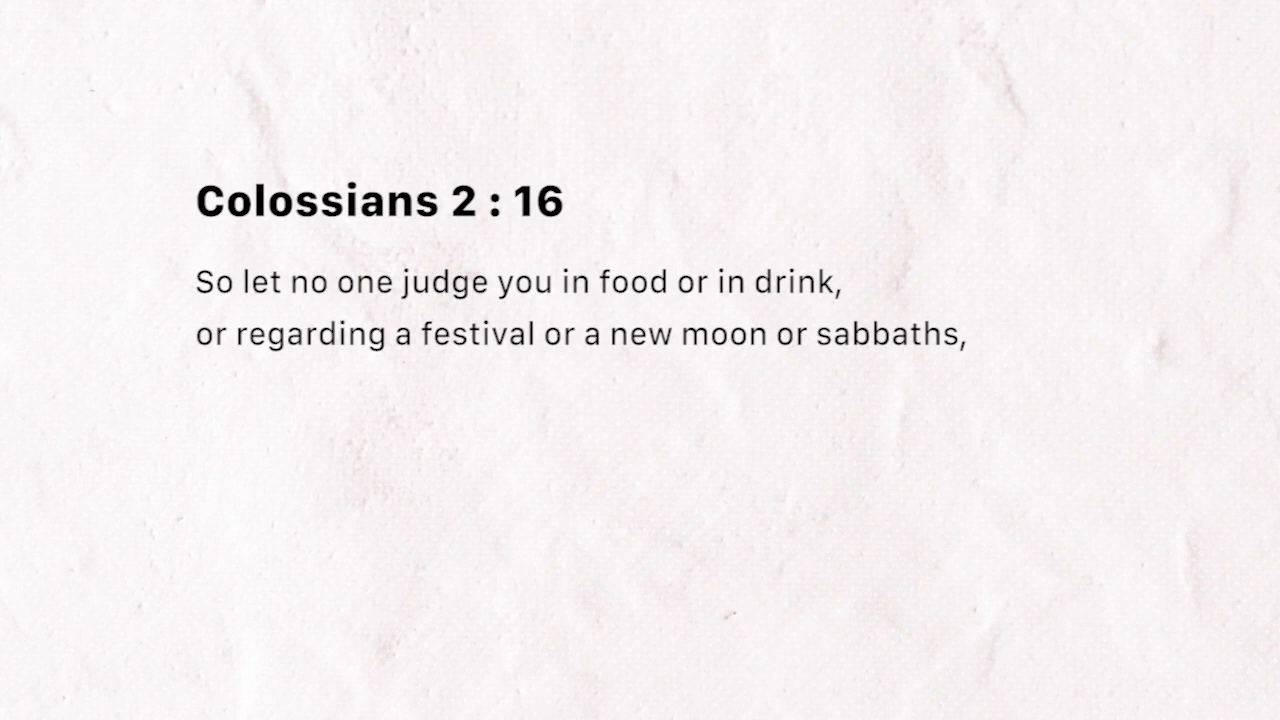 Colossians 2 : 16
So let no one judge you in food or in drink,
or regarding a festival or a new moon or sabbaths,